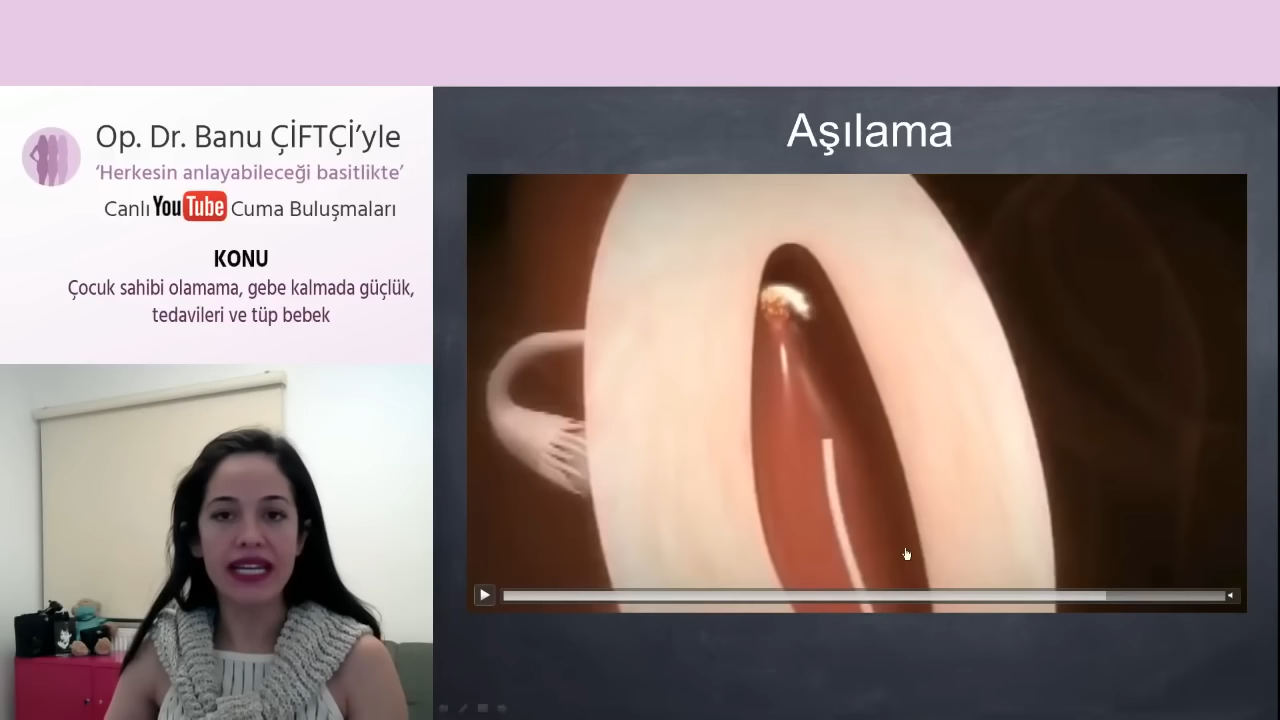 Op. Dr. Banu ÇİFTÇİ'yle
'Herkesin anlayabileceği basitlikte'
Canlı YouTube Cuma Buluşmaları
KONU
Çocuk sahibi olamama, gebe kalmada güçlük,
tedavileri ve tüp bebek
Aşılama